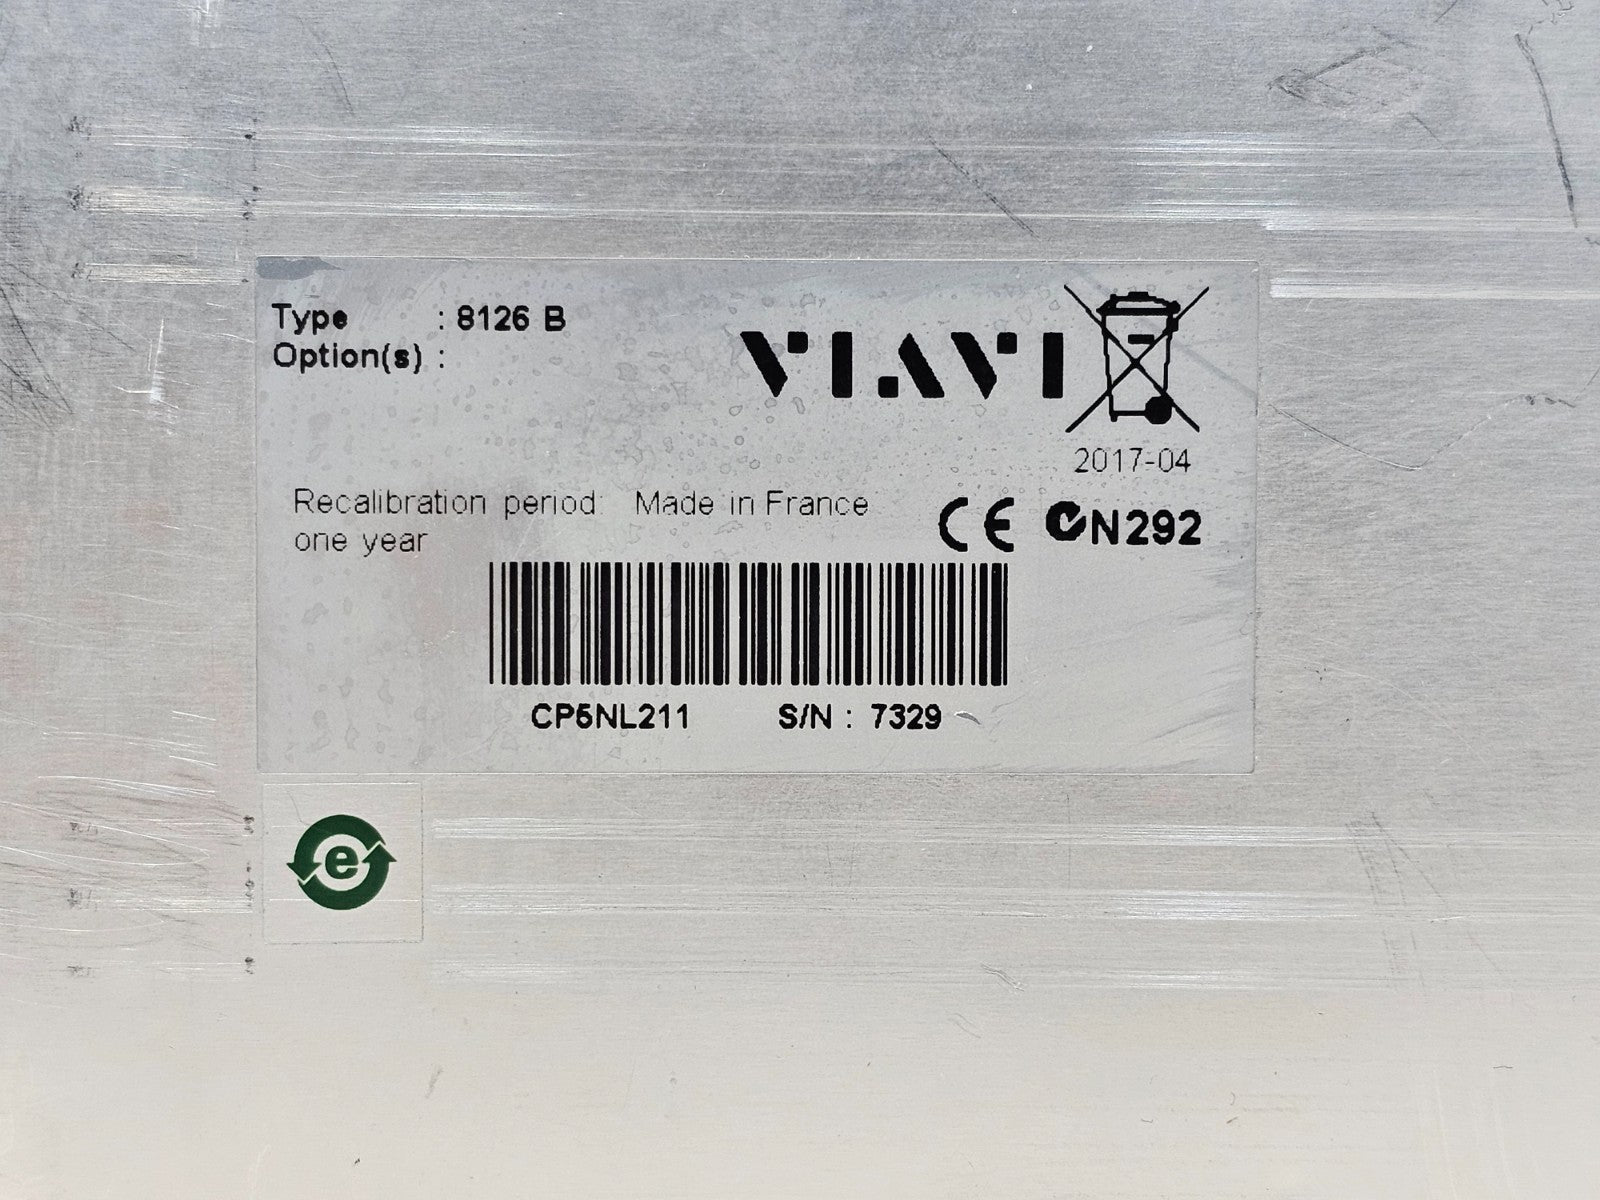 Type : 8126 B
Option(s) :
VIAVI
2017-04
Recalibration period: Made in France
one year
CE N292
CP5NL211 S/N : 7329
e